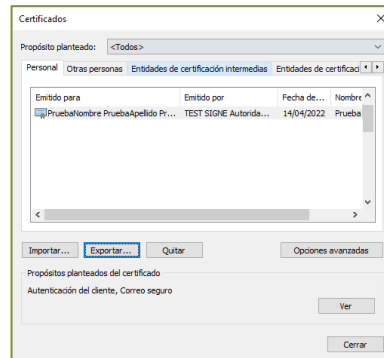 Certificados
Propósito planteado: <Todos>
Personal Otras personas Entidades de certificación intermedias Entidades de certificaci
Emitido para Emitido por Fecha de... Nombre
PruebaNombre PruebaApellido Pr... TEST SIGNE Autorida... 14/04/2022 Prueba
Importar... Exportar... Quitar Opciones avanzadas
Propósitos planteados del certificado
Autenticación del cliente, Correo seguro
Ver
Cerrar